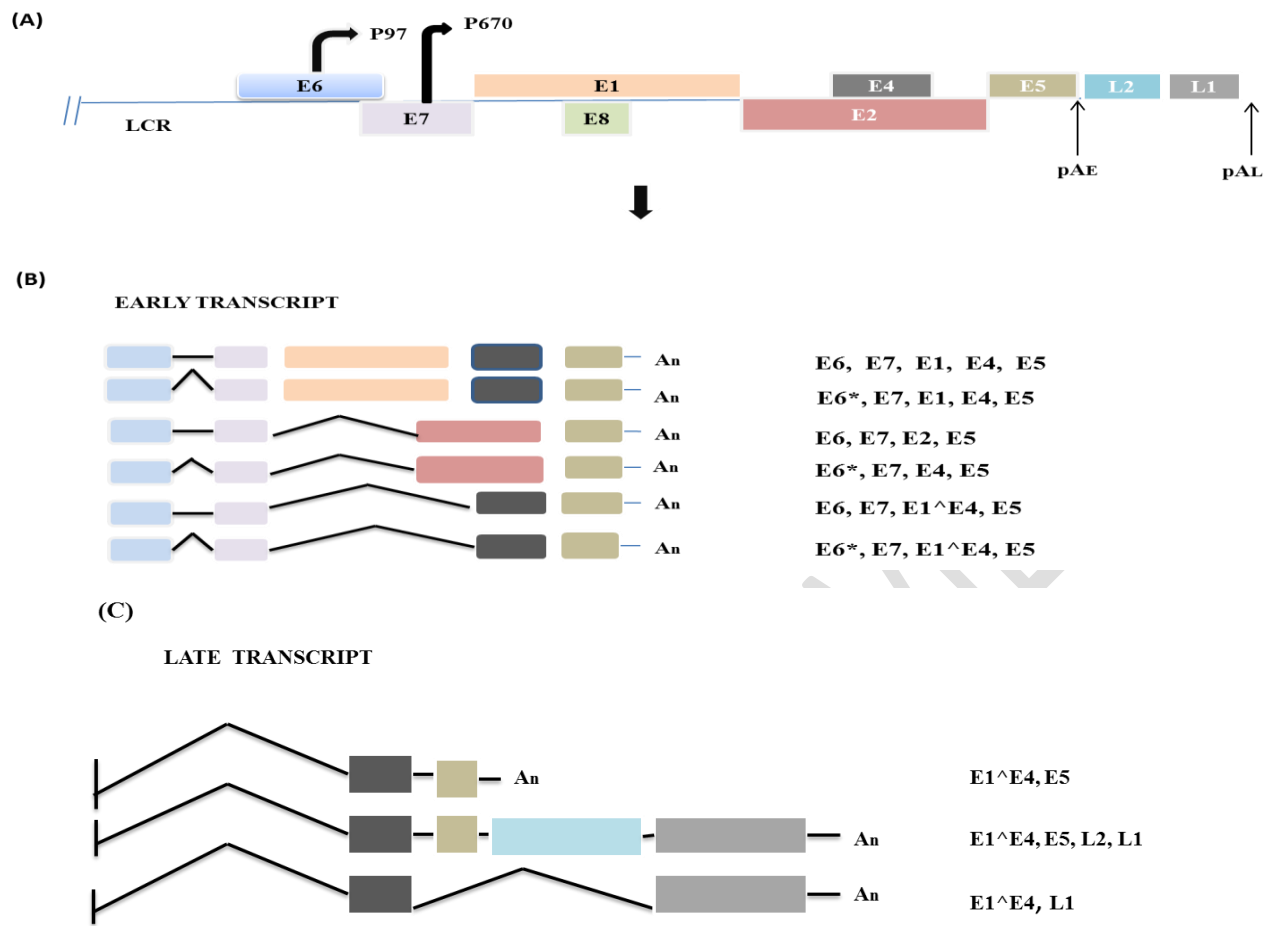 (A)
P97
P670
E6
E1
E4
E5
L2
L1
LCR
E7
E8
E2
pAE
pAL
(B)
EARLY TRANSCRIPT
An E6, E7, E1, E4, E5
An E6*, E7, E1, E4, E5
An E6, E7, E2, E5
An E6*, E7, E4, E5
An E6, E7, E1^E4, E5
An E6*, E7, E1^E4, E5
(C)
LATE TRANSCRIPT
An E1^E4, E5
An E1^E4, E5, L2, L1
An E1^E4, L1